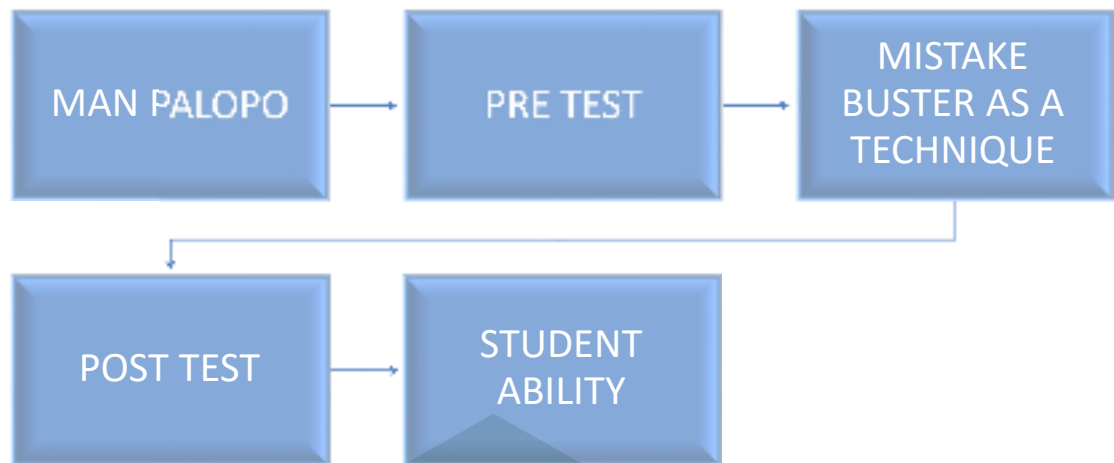 MAN PALOPO
PRE TEST
MISTAKE
BUSTER AS A
TECHNIQUE
POST TEST
STUDENT
ABILITY